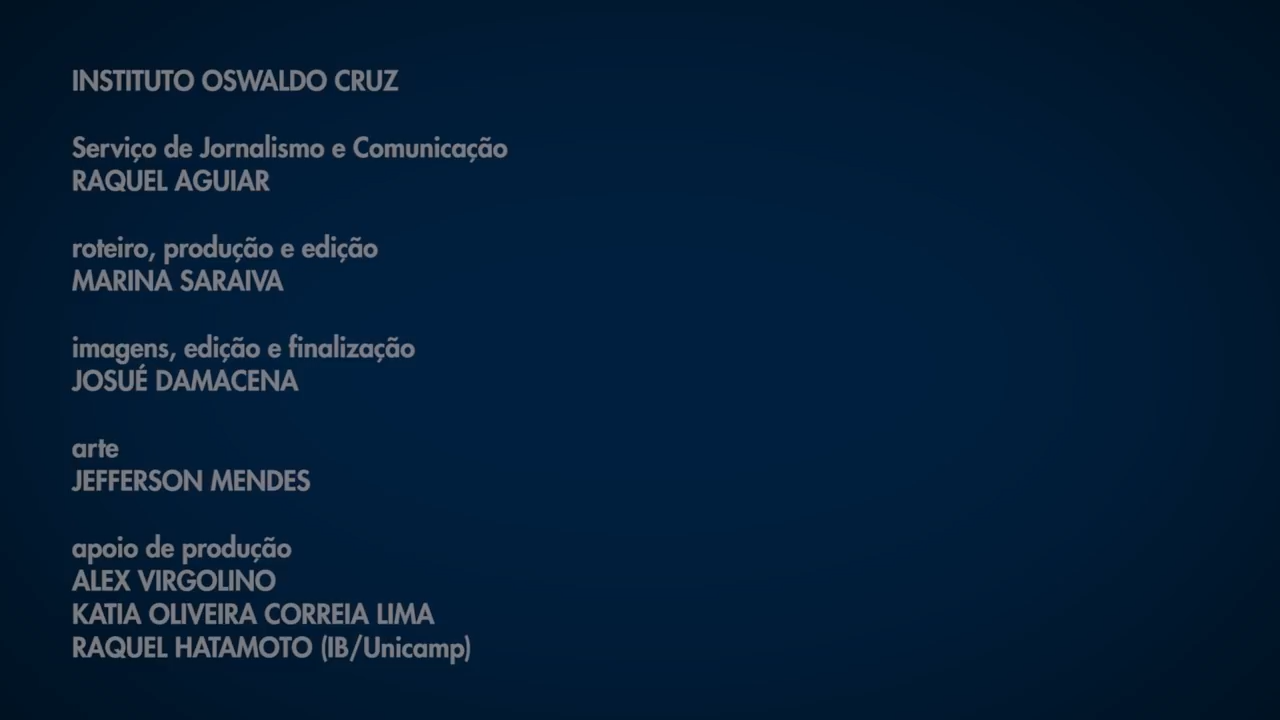 INSTITUTO OSWALDO CRUZ
Serviço de Jornalismo e Comunicação
RAQUEL AGUIAR
roteiro, produção e edição
MARINA SARAIVA
imagens, edição e finalização
JOSUÉ DAMACENA
arte
JEFFERSON MENDES
apoio de produção
ALEX VIRGOLINO
KATIA OLIVEIRA CORREIA LIMA
RAQUEL HATAMOTO (IB/Unicamp)